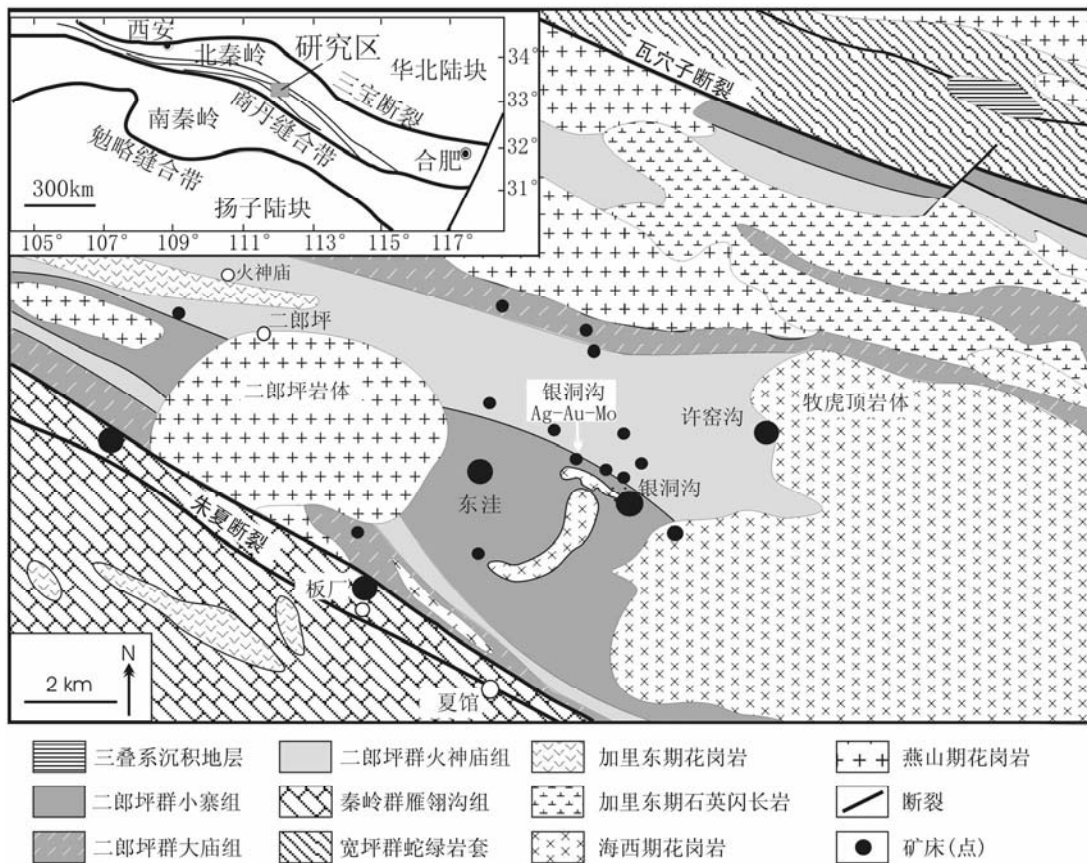 西安
北秦岭
研究区
华北陆块
三宝断裂
商丹缝合带
南秦岭
勉略缝合带
合肥
扬子陆块
300km
34°
33°
32°
31°
105° 107° 109° 111° 113° 115° 117°
瓦穴子断裂
火神庙
二郎坪
二郎坪岩体
银洞沟
Ag-Au-Mo
许窑沟
牧虎顶岩体
东洼
银洞沟
朱夏断裂
板厂
夏馆
2 km
N
三叠系沉积地层
二郎坪群火神庙组
加里东期花岗岩
燕山期花岗岩
二郎坪群小寨组
秦岭群雁翎沟组
加里东期石英闪长岩
断裂
二郎坪群大庙组
宽坪群蛇绿岩套
海西期花岗岩
矿床(点)